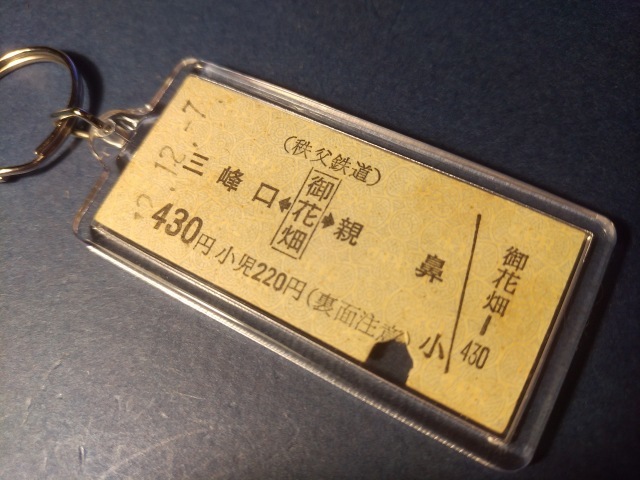 -2.12.-7
(秩父鉄道)
三峰口⬅御花畑➡親鼻
430円 小児220円(裏面注意) 小
御花畑
430